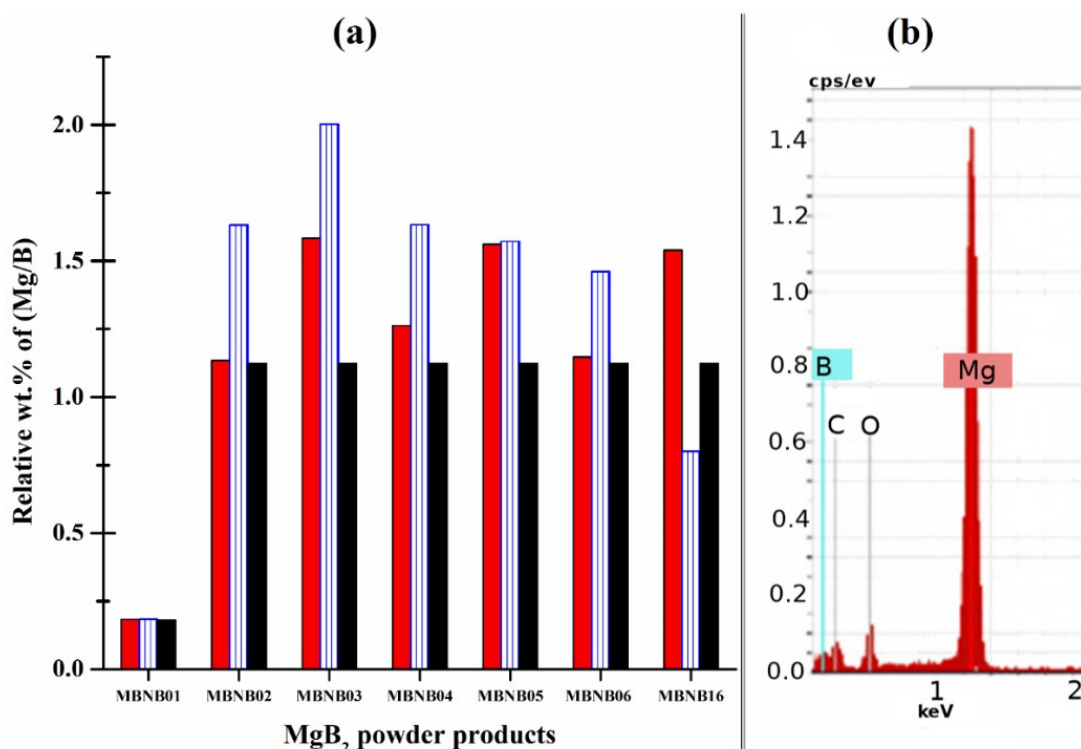 (a)
Relative wt.% of (Mg/B)
2.0
1.5
1.0
0.5
0.0
MBNB01 MBNB02 MBNB03 MBNB04 MBNB05 MBNB06 MBNB16
MgB₂ powder products
(b)
cps/ev
1.4
1.2
1.0
0.8
0.6
0.4
0.2
0.0
B
C
O
Mg
1 2
keV